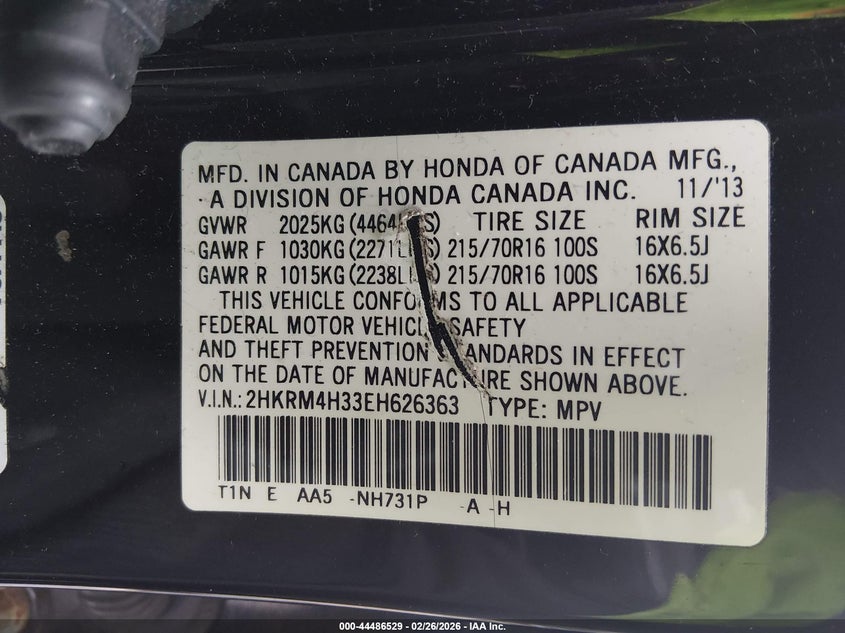 MFD. IN CANADA BY HONDA OF CANADA MFG.,
A DIVISION OF HONDA CANADA INC. 11/'13
GVWR 2025KG (4464 S) TIRE SIZE RIM SIZE
GAWR F 1030KG (2271L S) 215/70R16 100S 16X6.5J
GAWR R 1015KG (2238L S) 215/70R16 100S 16X6.5J
THIS VEHICLE CONFORMS TO ALL APPLICABLE
FEDERAL MOTOR VEHICLE SAFETY
AND THEFT PREVENTION STANDARDS IN EFFECT
ON THE DATE OF MANUFACTURE SHOWN ABOVE.
V.I.N.: 2HKRM4H33EH626363 TYPE: MPV
T1N E AA5 -NH731P -A -H
000-44486529 - 02/26/2026 - IAA Inc.